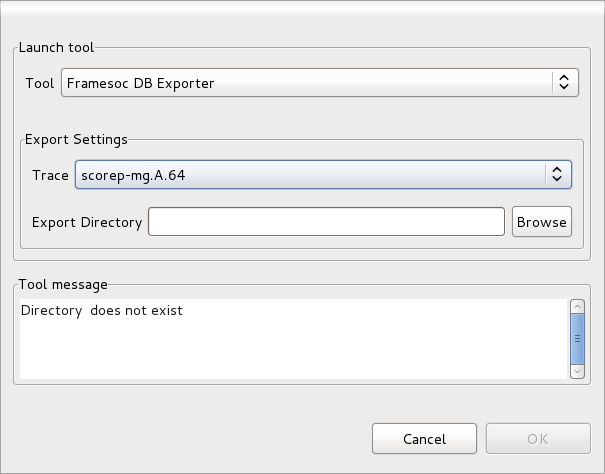 Launch tool
Tool Framesoc DB Exporter
Export Settings
Trace scorep-mg.A.64
Export Directory Browse
Tool message
Directory  does not exist
Cancel OK